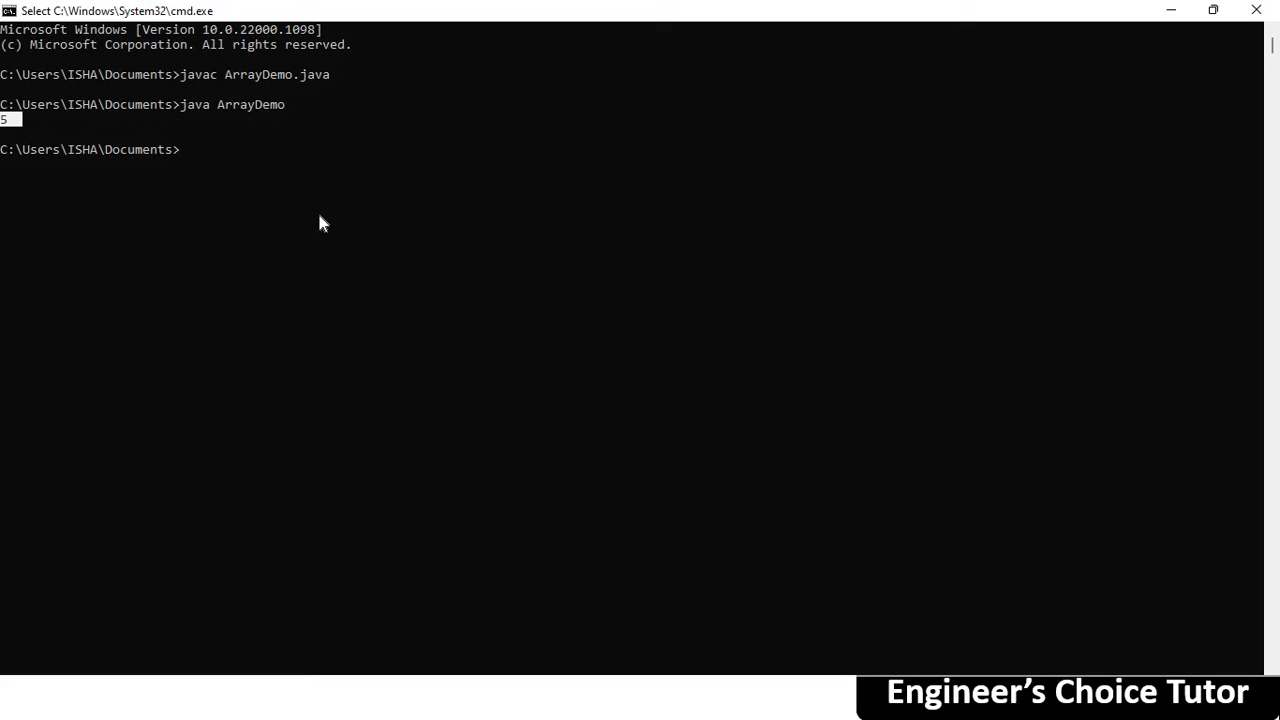 Select C:\Windows\System32\cmd.exe
Microsoft Windows [Version 10.0.22000.1098]
(c) Microsoft Corporation. All rights reserved.
C:\Users\ISHA\Documents>javac ArrayDemo.java
C:\Users\ISHA\Documents>java ArrayDemo
5
C:\Users\ISHA\Documents>
Engineer’s Choice Tutor